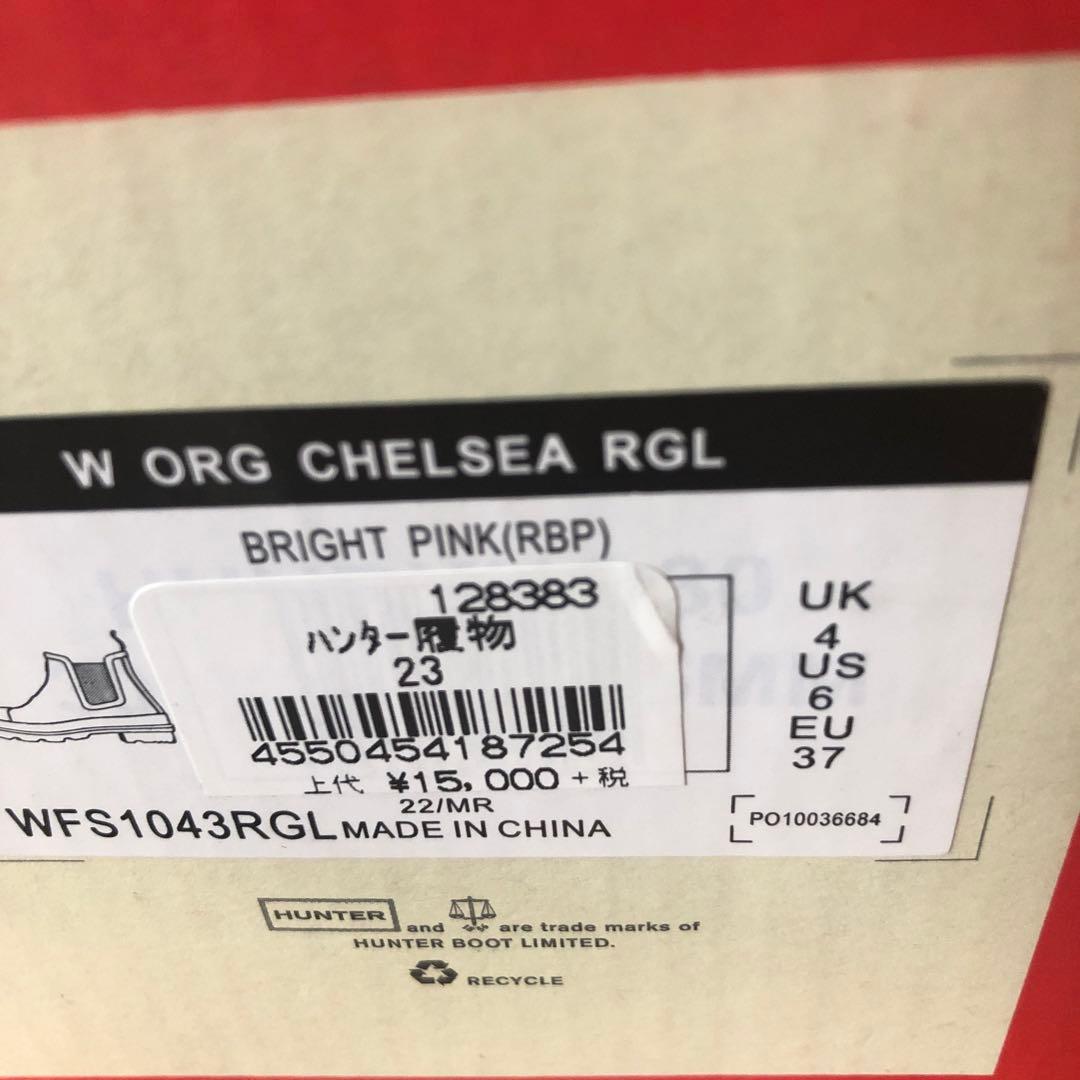 W ORG CHELSEA RGL
BRIGHT PINK(RBP)
128383
ハンター履物
23
4550454187254
上代 ¥15,000 +税
22/MR
WFS1043RGL MADE IN CHINA
UK
4
US
6
EU
37
PO10036684
HUNTER and are trade marks of
HUNTER BOOT LIMITED.
RECYCLE